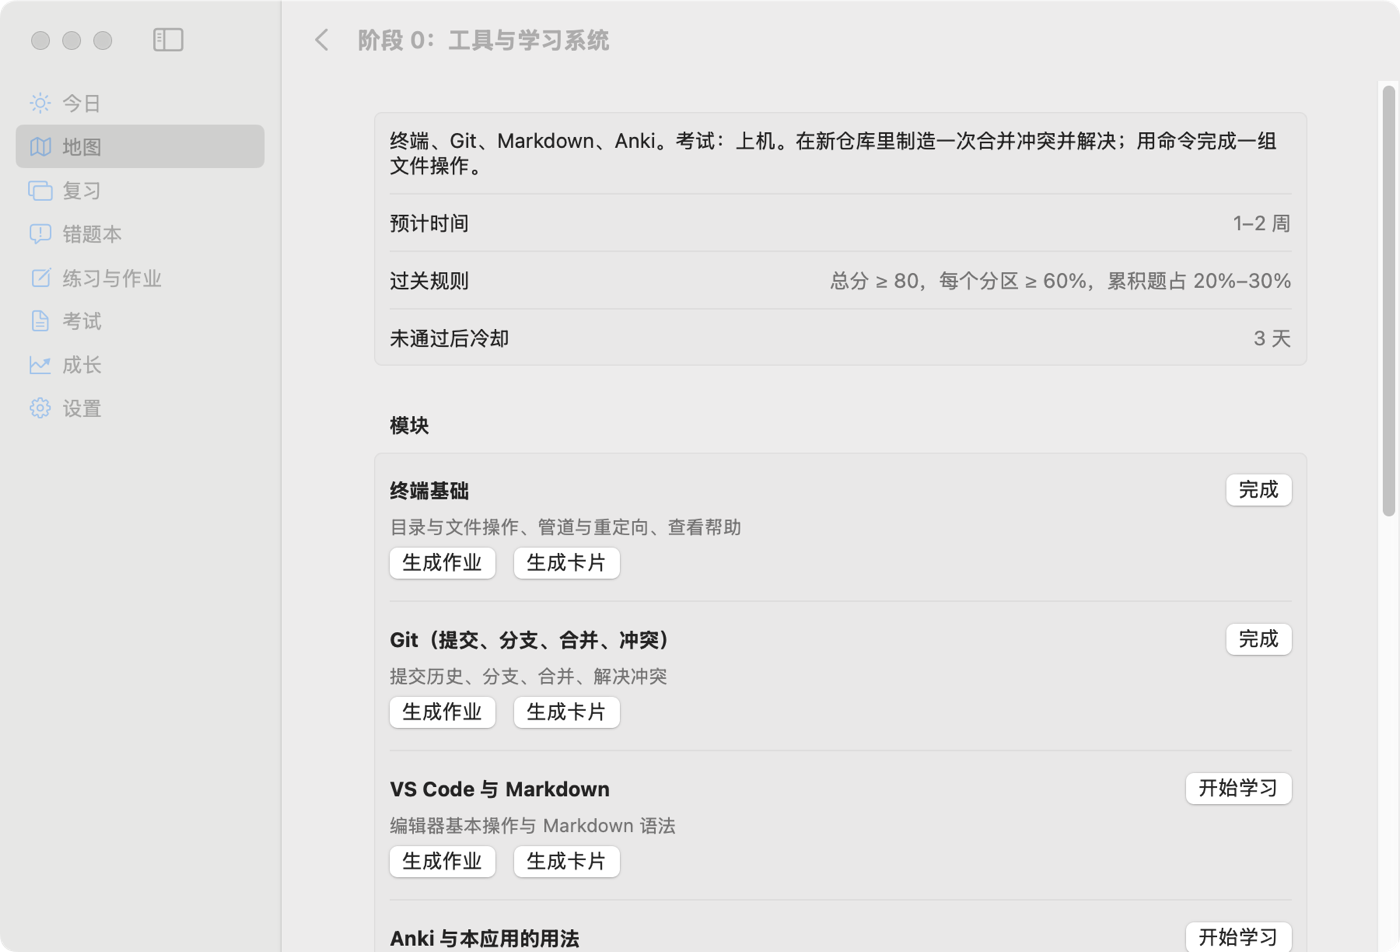 阶段 0：工具与学习系统
今日
地图
复习
错题本
练习与作业
考试
成长
设置
终端、Git、Markdown、Anki。考试：上机。在新仓库里制造一次合并冲突并解决；用命令完成一组
文件操作。
预计时间 1–2 周
过关规则 总分 ≥ 80，每个分区 ≥ 60%，累积题占 20%–30%
未通过后冷却 3 天
模块
终端基础 完成
目录与文件操作、管道与重定向、查看帮助
生成作业 生成卡片
Git（提交、分支、合并、冲突） 完成
提交历史、分支、合并、解决冲突
生成作业 生成卡片
VS Code 与 Markdown 开始学习
编辑器基本操作与 Markdown 语法
生成作业 生成卡片
Anki 与本应用的用法 开始学习